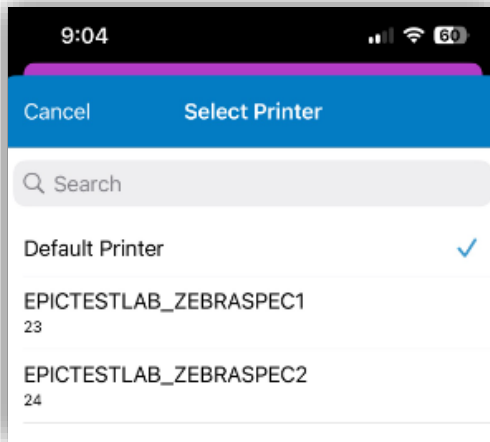 9:04
60
Cancel Select Printer
Search
Default Printer
EPICTESTLAB_ZEBRASPEC1
23
EPICTESTLAB_ZEBRASPEC2
24